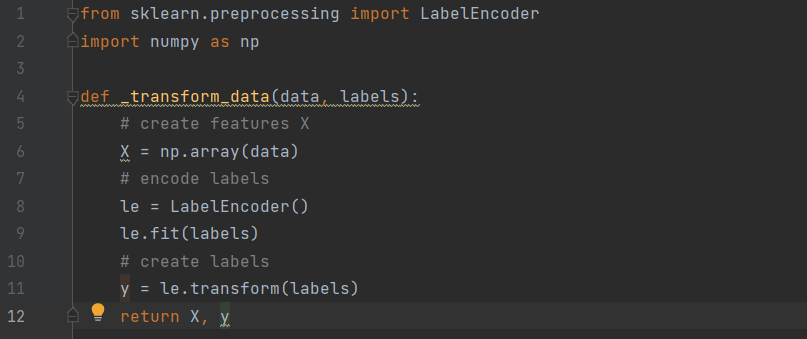 1 from sklearn.preprocessing import LabelEncoder
2 import numpy as np
3
4 def _transform_data(data, labels):
5     # create features X
6     X = np.array(data)
7     # encode labels
8     le = LabelEncoder()
9     le.fit(labels)
10     # create labels
11     y = le.transform(labels)
12     return X, y